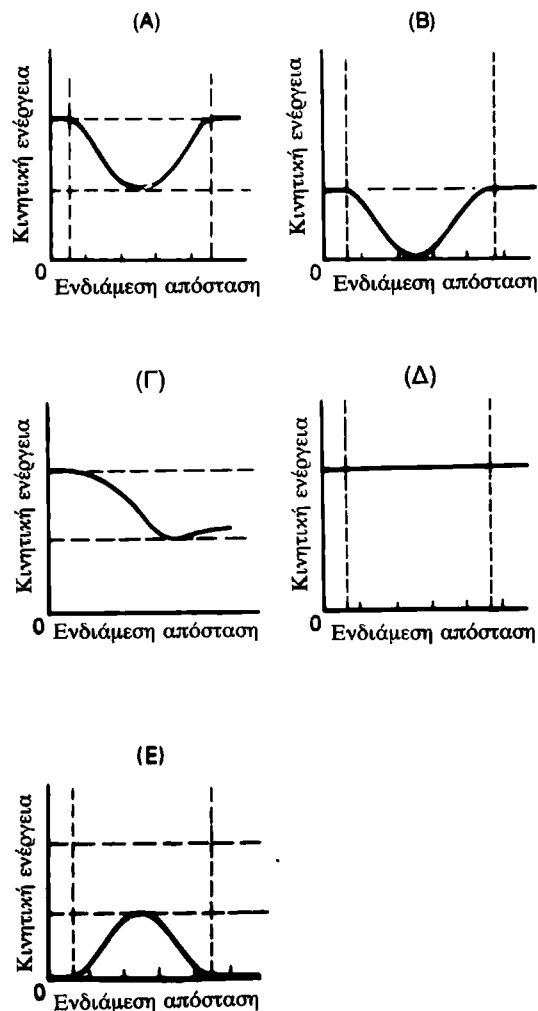 (Α)
Κινητική ενέργεια
0
Ενδιάμεση απόσταση
(Β)
Κινητική ενέργεια
0
Ενδιάμεση απόσταση
(Γ)
Κινητική ενέργεια
0
Ενδιάμεση απόσταση
(Δ)
Κινητική ενέργεια
0
Ενδιάμεση απόσταση
(Ε)
Κινητική ενέργεια
0
Ενδιάμεση απόσταση